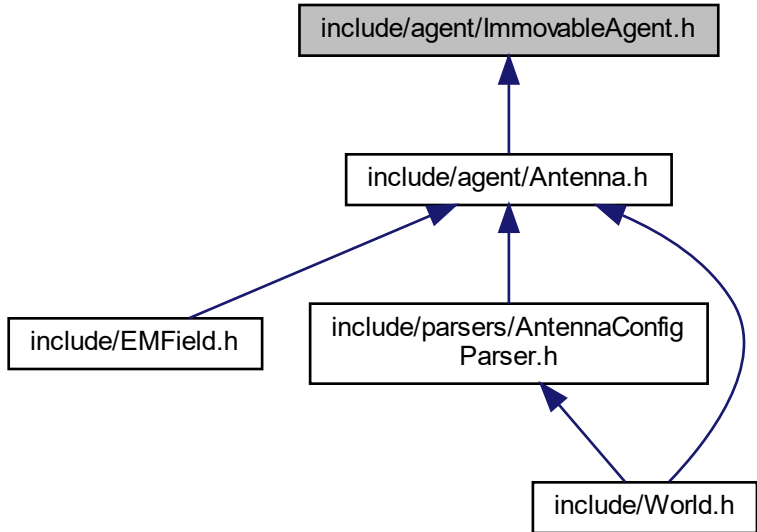 include/agent/ImmovableAgent.h
include/agent/Antenna.h
include/EMField.h
include/parsers/AntennaConfig
Parser.h
include/World.h